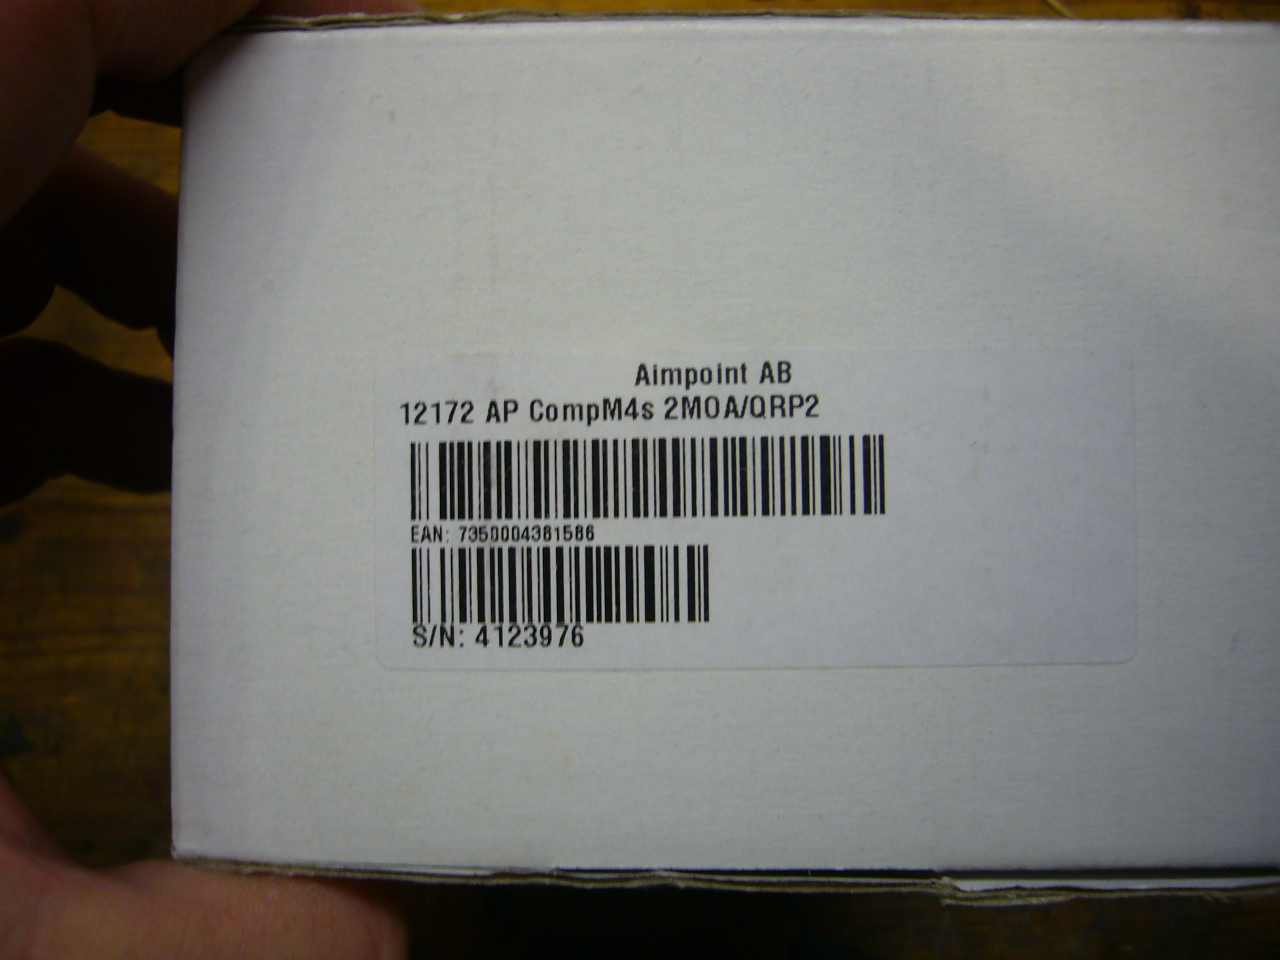 Aimpoint AB
12172 AP CompM4s 2MOA/QRP2
EAN: 7350004381586
S/N: 4123976